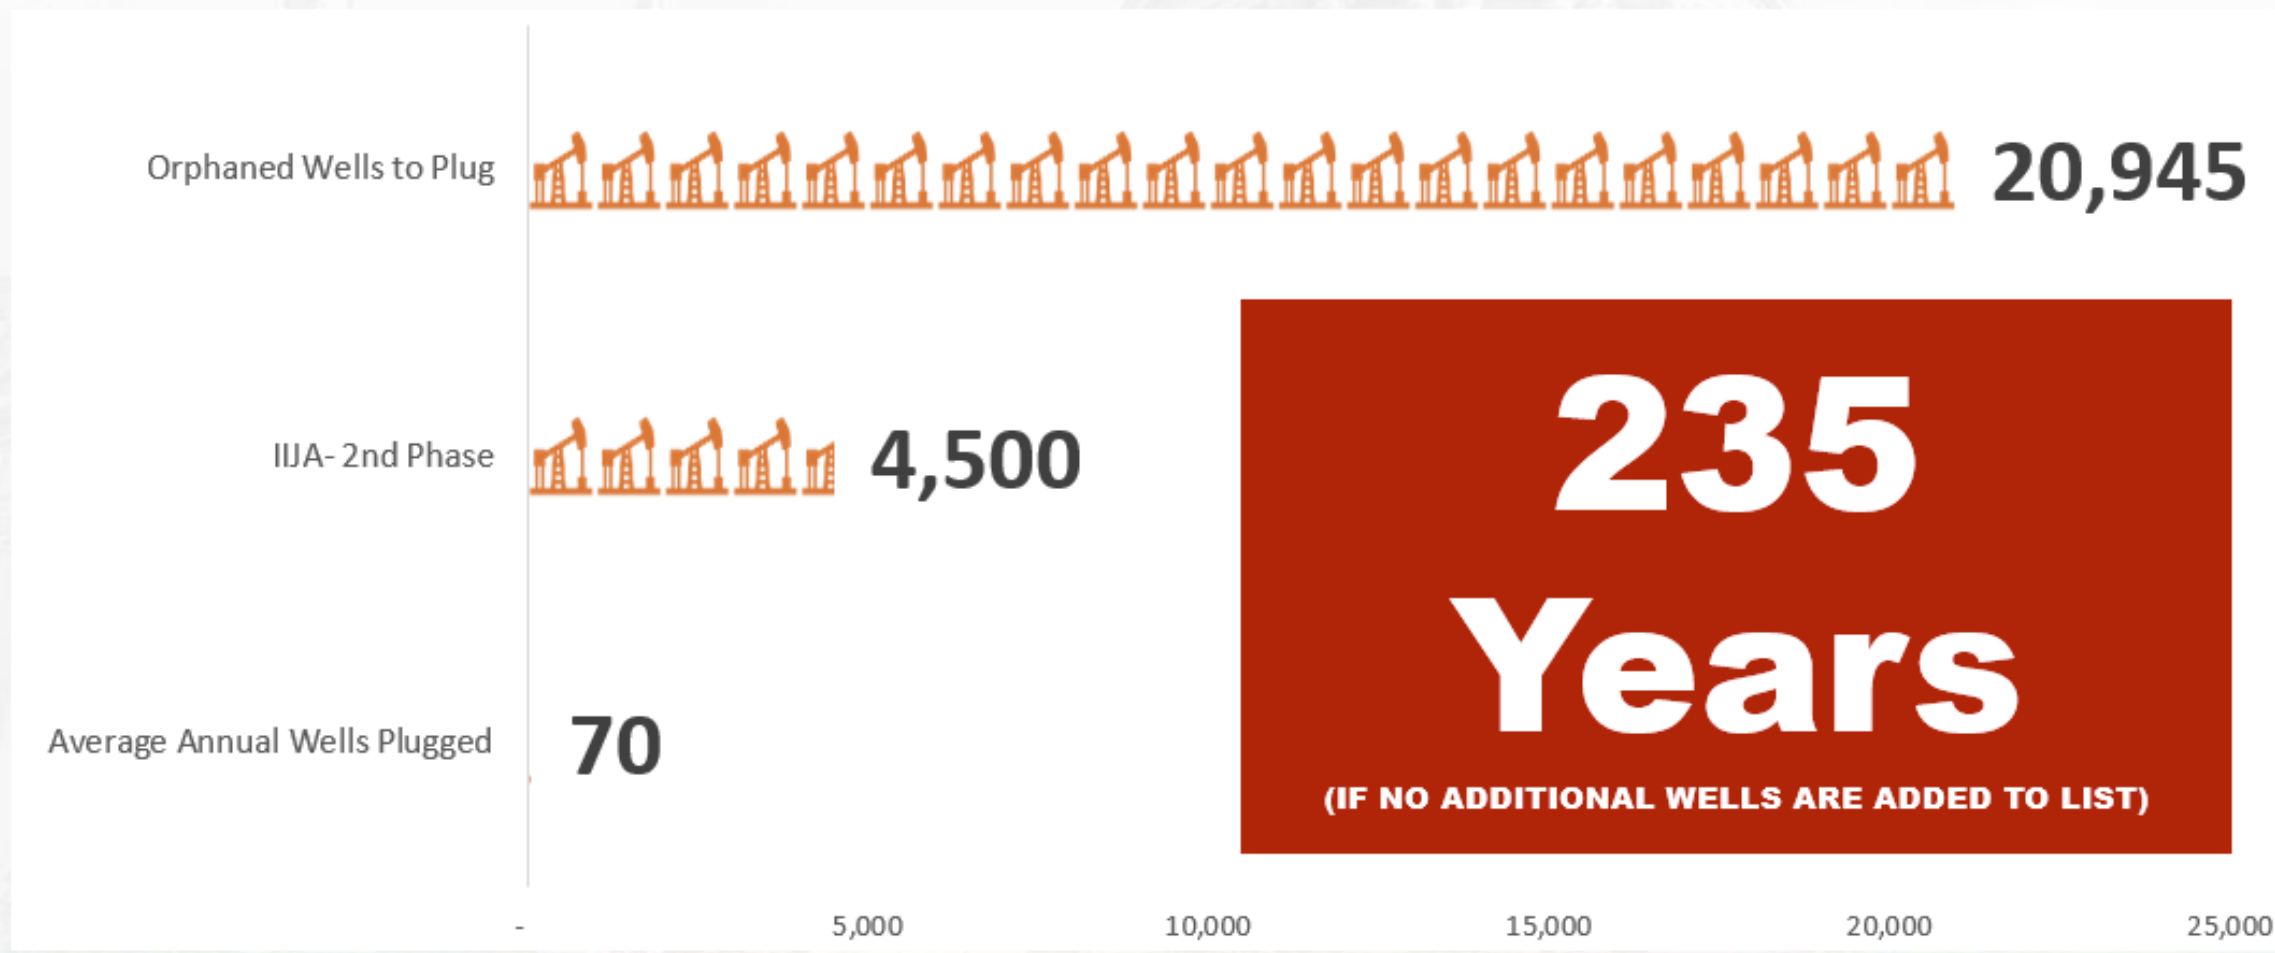 Orphaned Wells to Plug
20,945
IIJA- 2nd Phase
4,500
Average Annual Wells Plugged
70
235
Years
(IF NO ADDITIONAL WELLS ARE ADDED TO LIST)
- 5,000 10,000 15,000 20,000 25,000